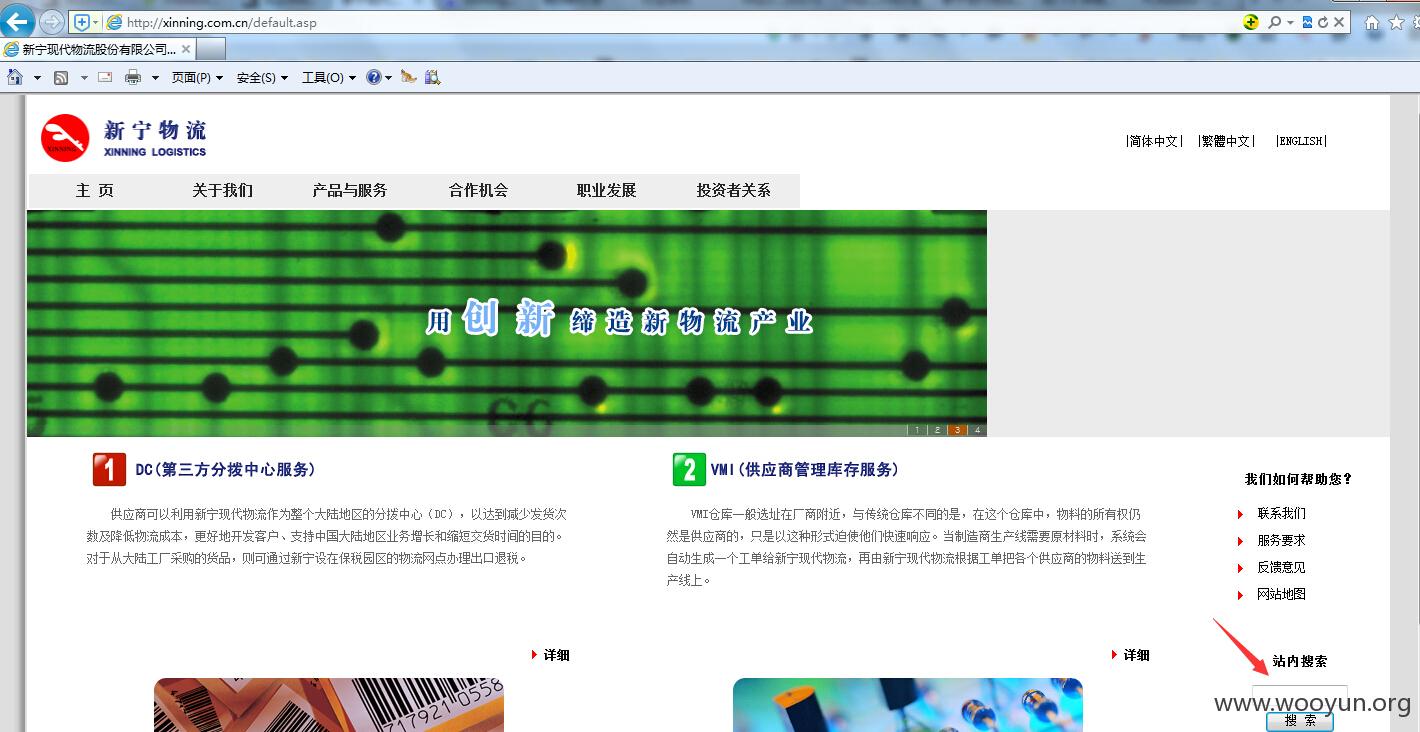 http://xinning.com.cn/default.asp
新宁现代物流股份有限公司...
页面(P) 安全(S) 工具(O)
新宁物流
XINNING LOGISTICS
XINNING
|简体中文| |繁體中文| |ENGLISH|
主 页 关于我们 产品与服务 合作机会 职业发展 投资者关系
用创新缔造新物流产业
1 2 3 4
1 DC(第三方分拨中心服务)
供应商可以利用新宁现代物流作为整个大陆地区的分拨中心（DC），以达到减少发货次
数及降低物流成本，更好地开发客户、支持中国大陆地区业务增长和缩短交货时间的目的。
对于从大陆工厂采购的货品，则可通过新宁设在保税园区的物流网点办理出口退税。
详细
2 VMI(供应商管理库存服务)
VMI仓库一般选址在厂商附近，与传统仓库不同的是，在这个仓库中，物料的所有权仍
然是供应商的，只是以这种形式迫使他们快速响应。当制造商生产线需要原材料时，系统会
自动生成一个工单给新宁现代物流，再由新宁现代物流根据工单把各个供应商的物料送到生
产线上。
详细
我们如何帮助您?
联系我们
服务要求
反馈意见
网站地图
站内搜索
搜 索
717921 0558
www.wooyun.org